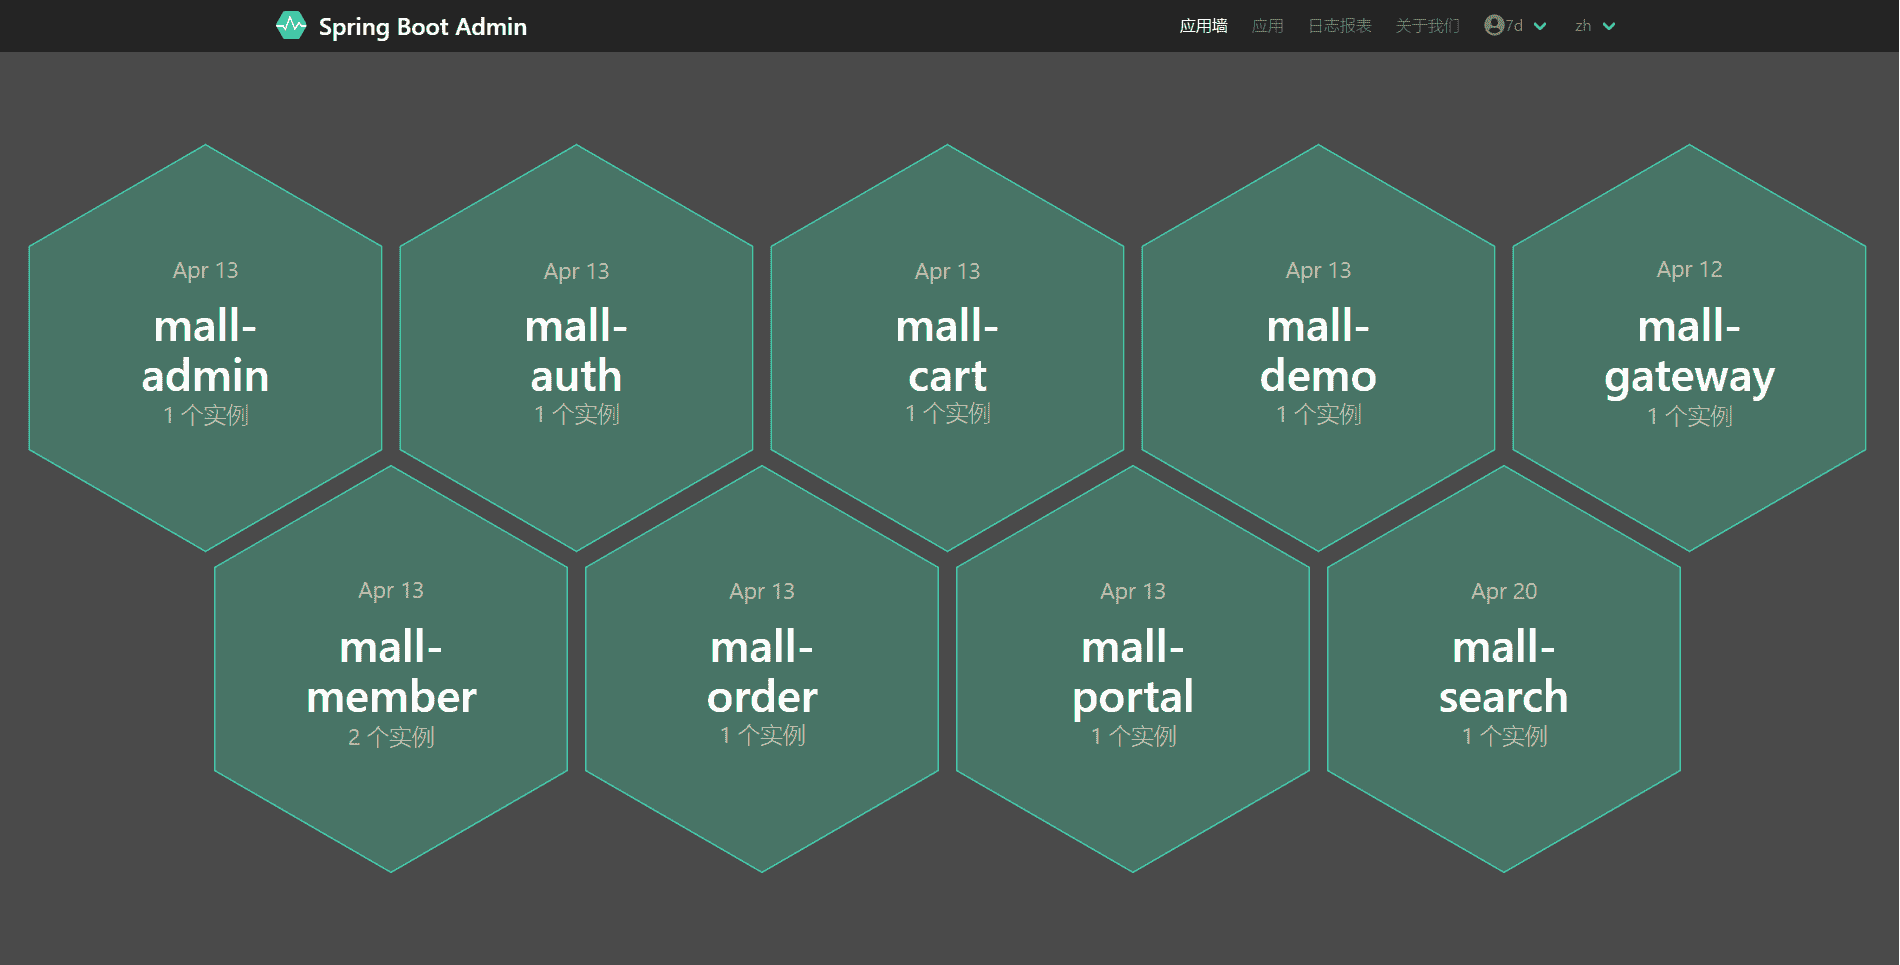 Spring Boot Admin
应用墙 应用 日志报表 关于我们 7d zh
Apr 13
mall-
admin
1 个实例
Apr 13
mall-
auth
1 个实例
Apr 13
mall-
cart
1 个实例
Apr 13
mall-
demo
1 个实例
Apr 12
mall-
gateway
1 个实例
Apr 13
mall-
member
2 个实例
Apr 13
mall-
order
1 个实例
Apr 13
mall-
portal
1 个实例
Apr 20
mall-
search
1 个实例